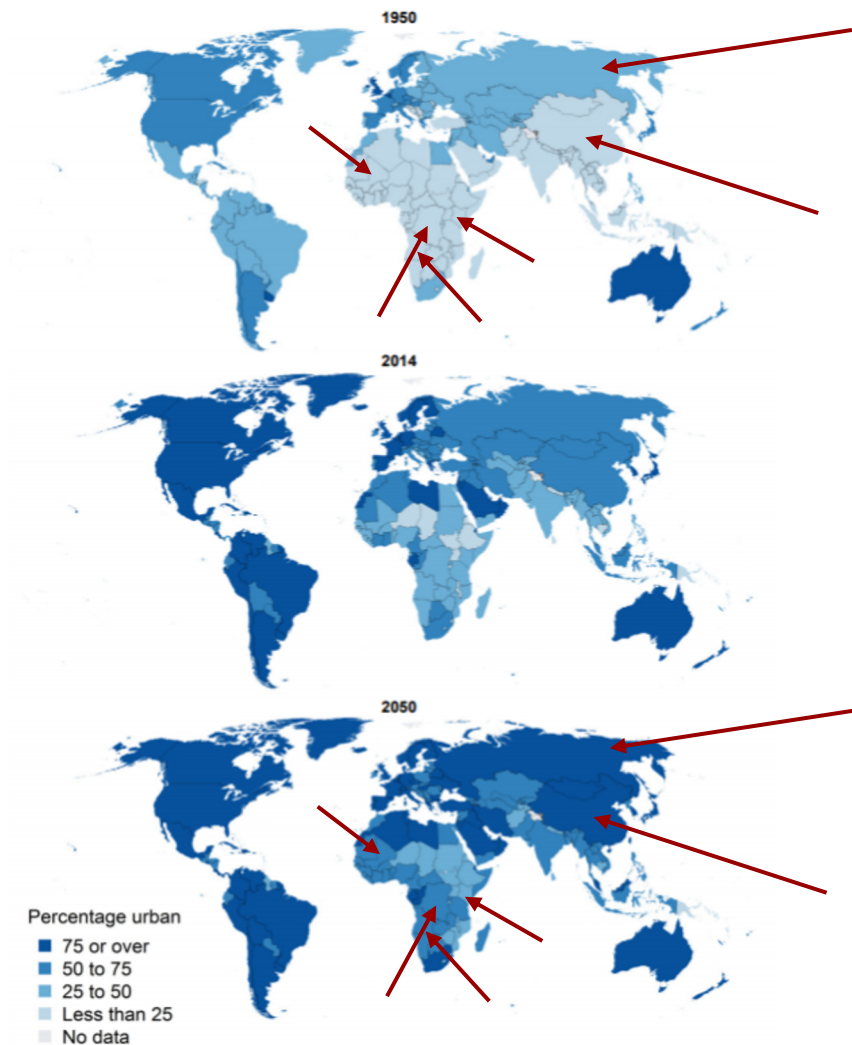 1950
2014
2050
Percentage urban
75 or over
50 to 75
25 to 50
Less than 25
No data